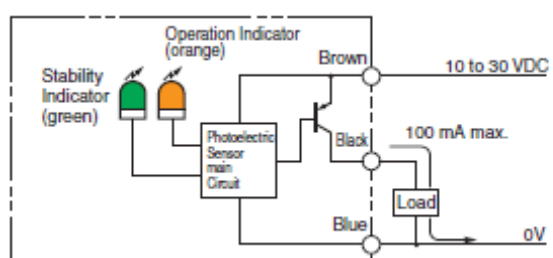 Operation Indicator
(orange)
Stability
Indicator
(green)
Brown
10 to 30 VDC
Photoelectric
Sensor
main
Circuit
Black
100 mA max.
Load
Blue
0V